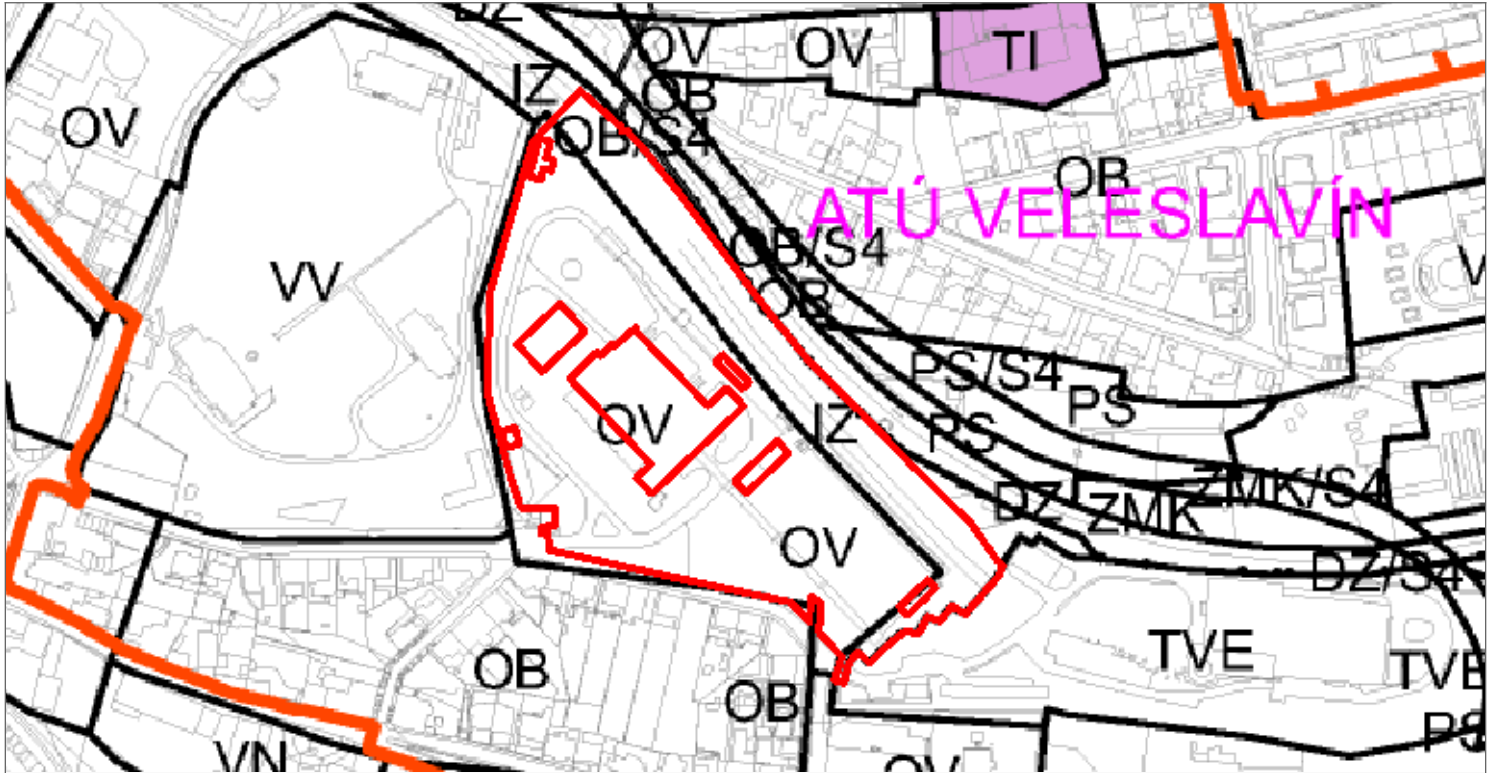 DZ
OV
OV
TI
IZ
OB
OV
OB/S4
OB
ATÚ VELESLAVÍN
OB/S4
VV
OB
PS/S4
PS
OV
IZ
PS
ZMK/S4
DZ
ZMK
OV
DZ/S4
TVE
OB
TVE
OB
PS
VN
OV